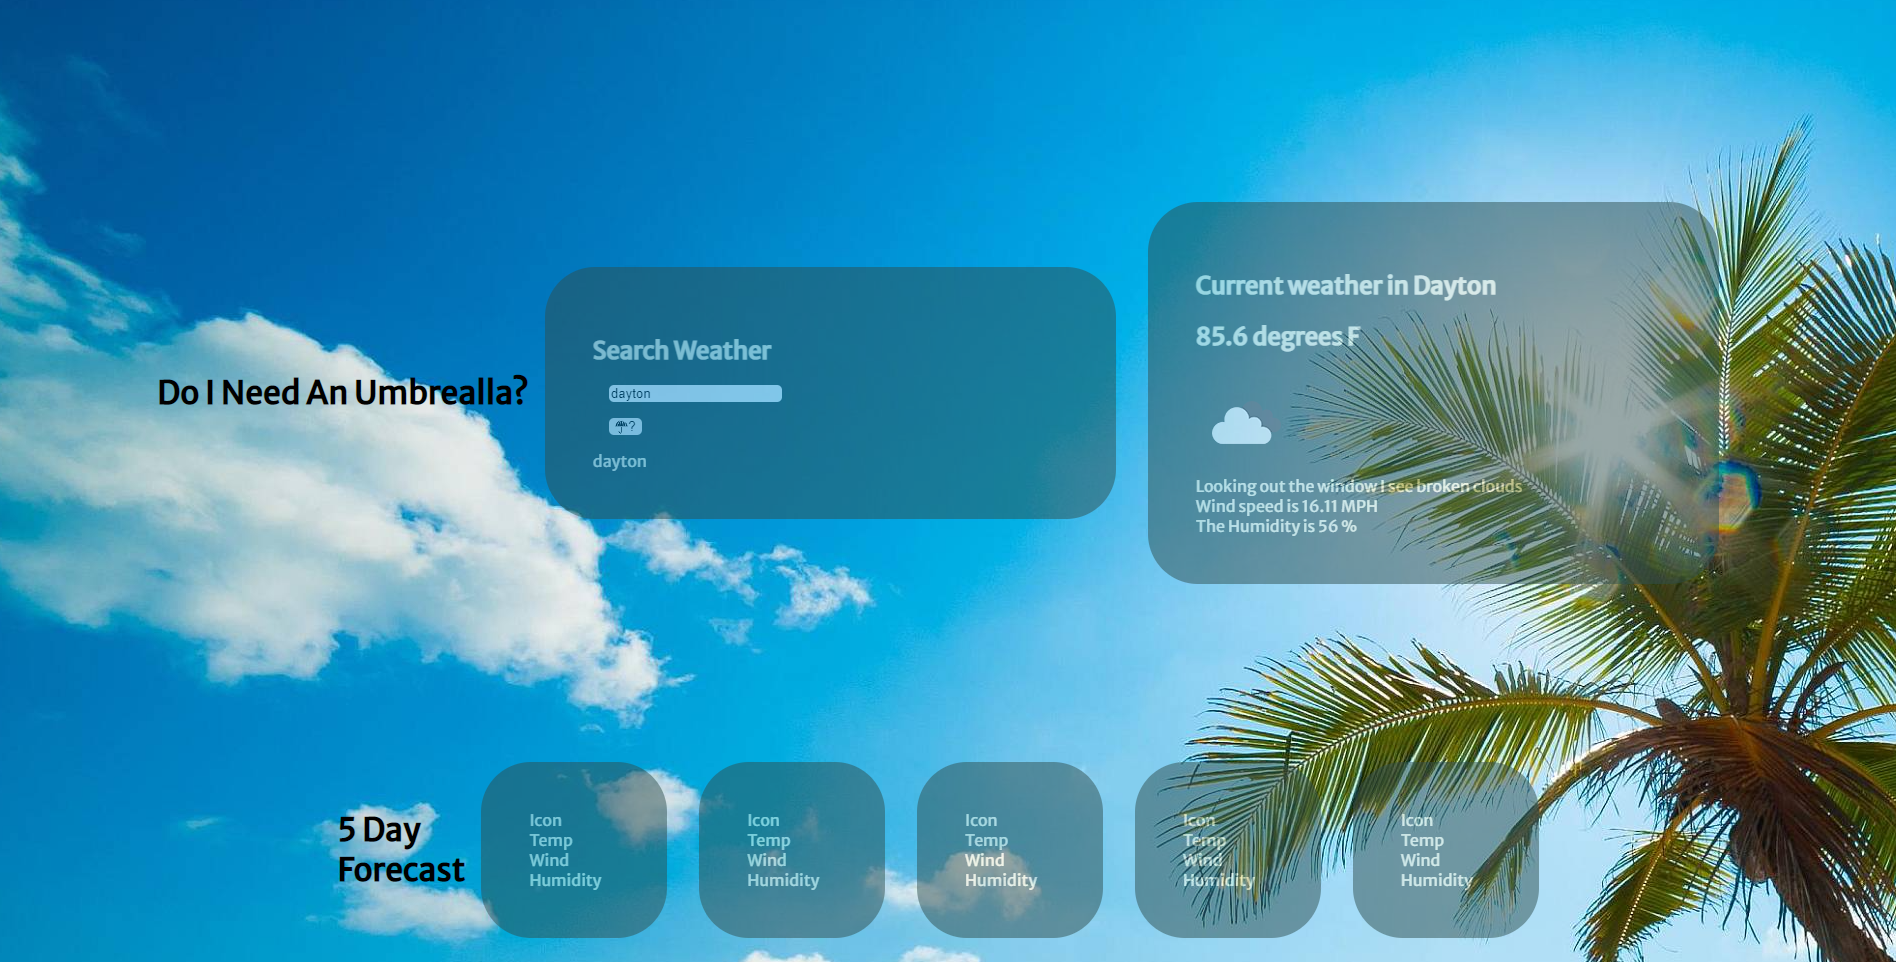 Do I Need An Umbrealla?
Search Weather
dayton
?
dayton
Current weather in Dayton
85.6 degrees F
Looking out the window I see broken clouds
Wind speed is 16.11 MPH
The Humidity is 56 %
5 Day
Forecast
Icon
Temp
Wind
Humidity
Icon
Temp
Wind
Humidity
Icon
Temp
Wind
Humidity
Icon
Temp
Wind
Humidity
Icon
Temp
Wind
Humidity